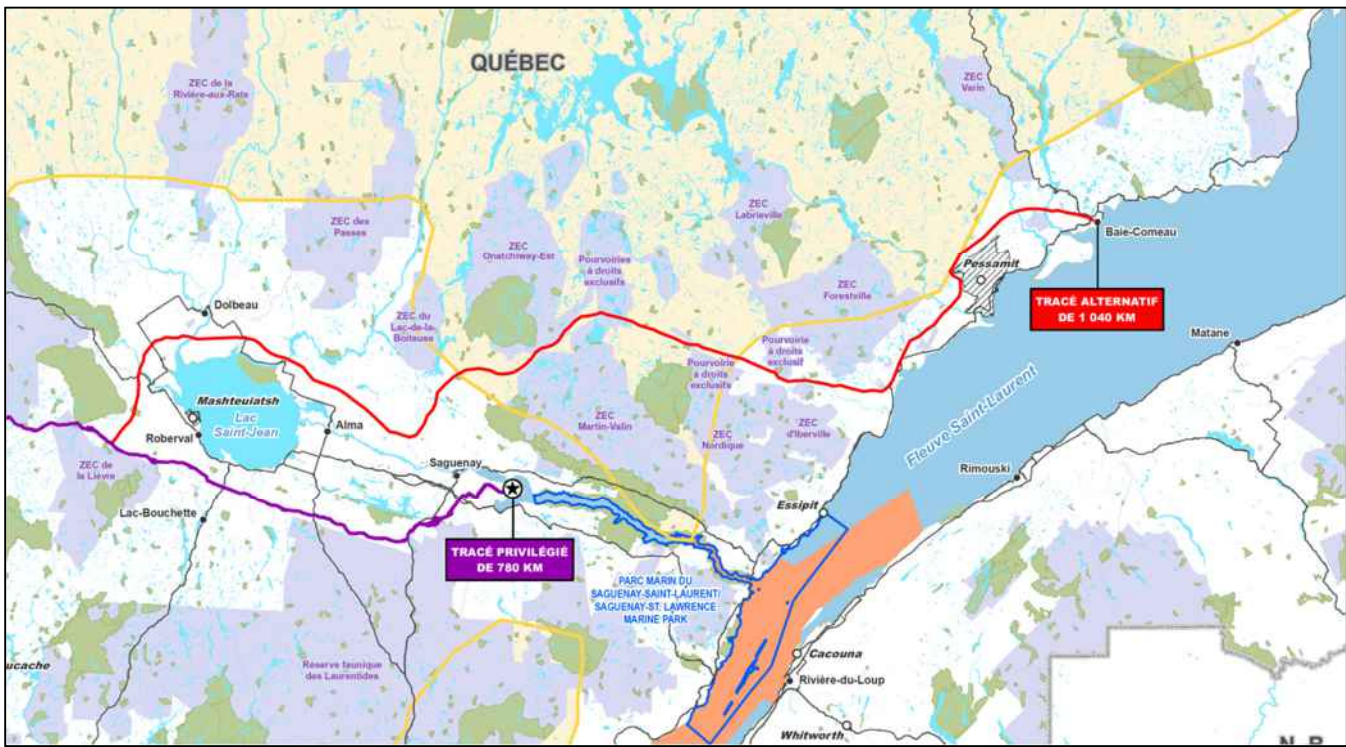 QUÉBEC
ZEC de la
Rivière-aux-Rats
ZEC
Varin
ZEC des
Passes
ZEC
Labrieville
ZEC
Onatchiway-Est
Pourvoiries
à droits
exclusifs
ZEC
Forestville
Baie-Comeau
Pessamit
TRACÉ ALTERNATIF
DE 1 040 KM
Dolbeau
ZEC du
Lac-de-la-
Boiteuse
Matane
Pourvoirie
à droits
exclusif
Pourvoirie
à droits
exclusifs
Mashteuiatsh
Lac
Saint-Jean
Roberval
Alma
ZEC
Martin-Valin
ZEC
Nordique
ZEC
d'Iberville
Fleuve Saint-Laurent
ZEC de
la Lièvre
Saguenay
Rimouski
Lac-Bouchette
Essipit
TRACÉ PRIVILÉGIÉ
DE 780 KM
PARC MARIN DU
SAGUENAY-SAINT-LAURENT/
SAGUENAY-ST. LAWRENCE
MARINE PARK
ucache
Réserve faunique
des Laurentides
Cacouna
Rivière-du-Loup
Whitworth
N.-B.